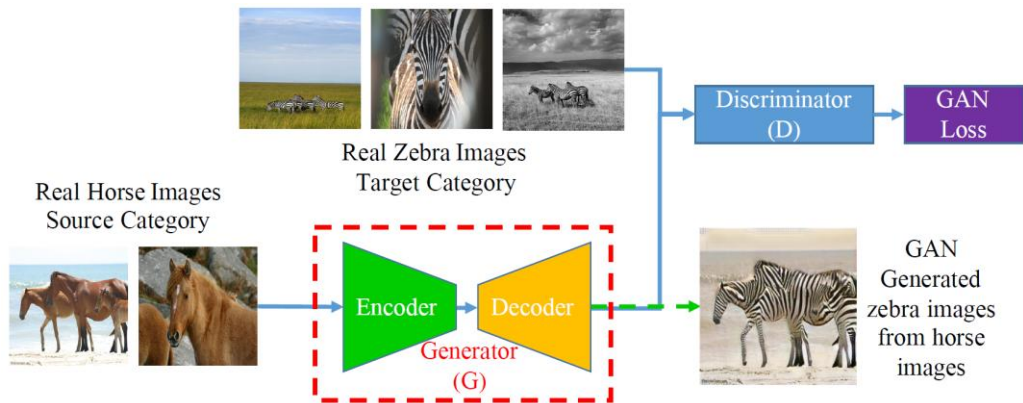 Real Zebra Images
Target Category
Discriminator
(D)
GAN
Loss
Real Horse Images
Source Category
Encoder
Decoder
Generator
(G)
GAN
Generated
zebra images
from horse
images